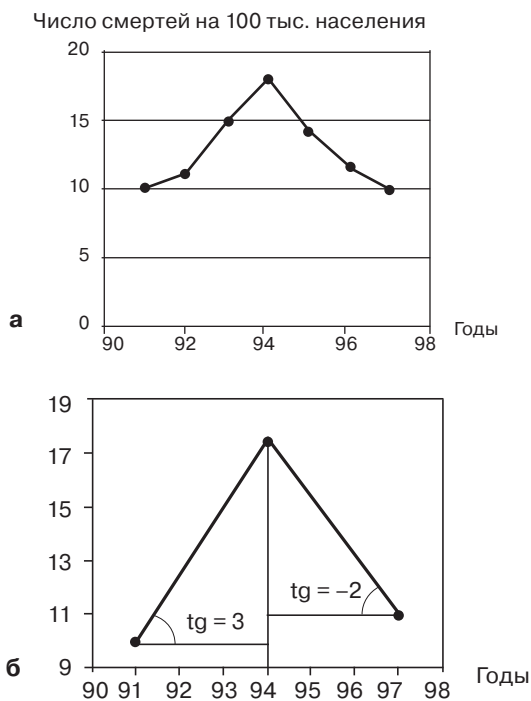 Число смертей на 100 тыс. населения
20
15
10
5
0
а
90 92 94 96 98
Годы
19
17
15
13
11
9
tg = 3
tg = –2
б
90 91 92 93 94 95 96 97 98
Годы